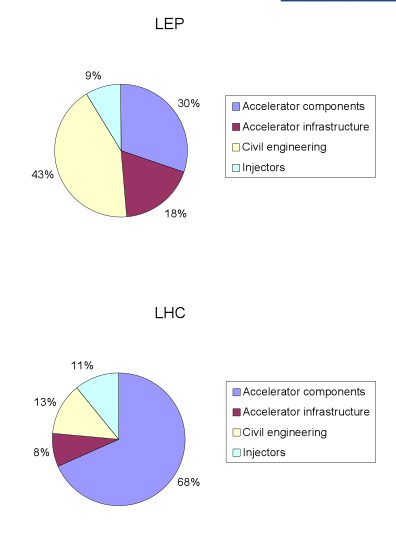 LEP
9%
30%
43%
18%
Accelerator components
Accelerator infrastructure
Civil engineering
Injectors
LHC
11%
13%
8%
68%
Accelerator components
Accelerator infrastructure
Civil engineering
Injectors